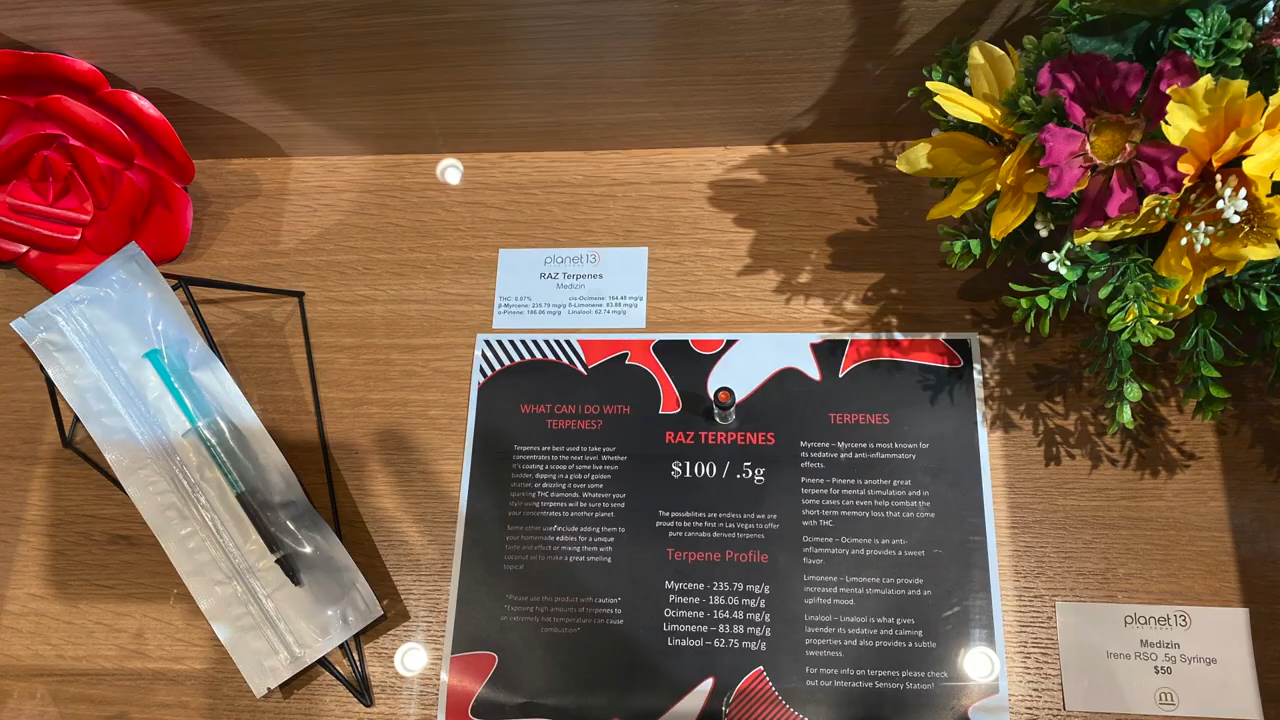 planet13
LAS VEGAS
RAZ Terpenes
Medizin
THC: 0.07% cis-Ocimene: 164.48 mg/g
β-Myrcene: 235.79 mg/g δ-Limonene: 83.88 mg/g
α-Pinene: 186.06 mg/g Linalool: 62.74 mg/g
WHAT CAN I DO WITH
TERPENES?
Terpenes are best used to take your
concentrates to the next level. Whether
it's coating a scoop of some live resin
badder, dipping in a glob of golden
shatter, or drizzling it over some
sparkling THC diamonds. Whatever your
style using terpenes will be sure to send
your concentrates to another planet.
Some other uses include adding them to
your homemade edibles for a unique
taste and effect or mixing them with
coconut oil to make a great smelling
topical
*Please use this product with caution*
*Exposing high amounts of terpenes to
an extremely hot temperature can cause
combustion*
RAZ TERPENES
$100 / .5g
The possibilities are endless and we are
proud to be the first in Las Vegas to offer
pure cannabis derived terpenes
Terpene Profile
Myrcene - 235.79 mg/g
Pinene - 186.06 mg/g
Ocimene - 164.48 mg/g
Limonene – 83.88 mg/g
Linalool – 62.75 mg/g
TERPENES
Myrcene – Myrcene is most known for
its sedative and anti-inflammatory
effects.
Pinene – Pinene is another great
terpene for mental stimulation and in
some cases can even help combat the
short-term memory loss that can come
with THC.
Ocimene – Ocimene is an anti-
inflammatory and provides a sweet
flavor.
Limonene – Limonene can provide
increased mental stimulation and an
uplifted mood.
Linalool – Linalool is what gives
lavender its sedative and calming
properties and also provides a subtle
sweetness.
For more info on terpenes please check
out our Interactive Sensory Station!
planet13
LAS VEGAS
Medizin
Irene RSO .5g Syringe
$50
m